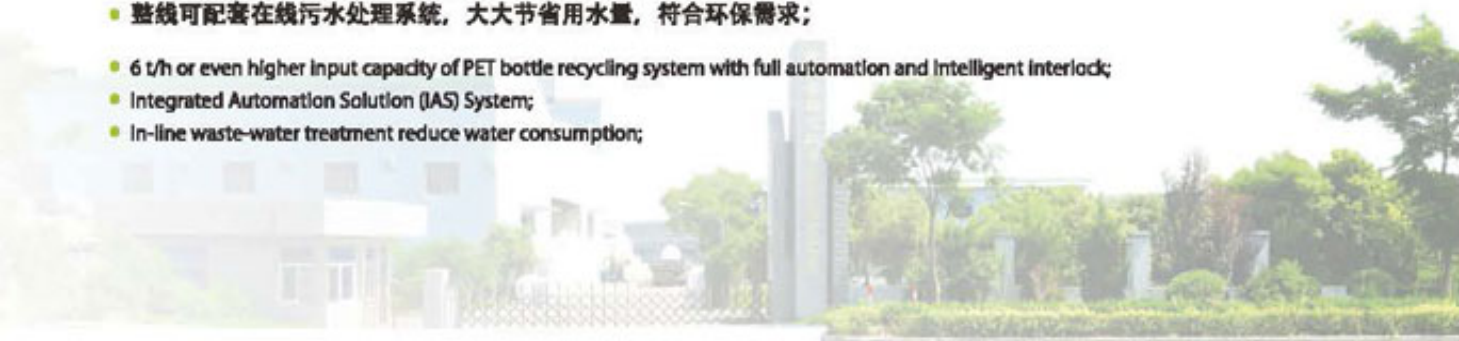 整线可配套在线污水处理系统，大大节省用水量，符合环保需求；
6 t/h or even higher input capacity of PET bottle recycling system with full automation and intelligent interlock;
Integrated Automation Solution (IAS) System;
In-line waste-water treatment reduce water consumption;